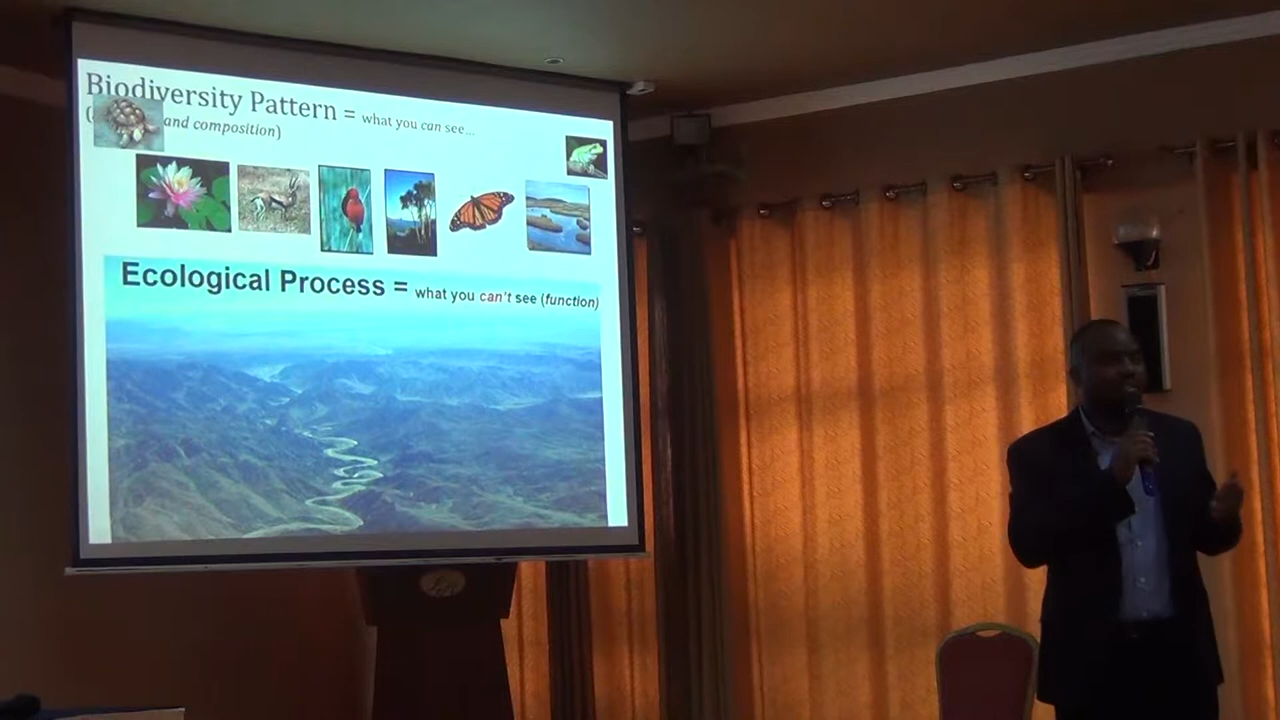 Biodiversity Pattern = what you can see...
( and composition)
Ecological Process = what you can't see (function)